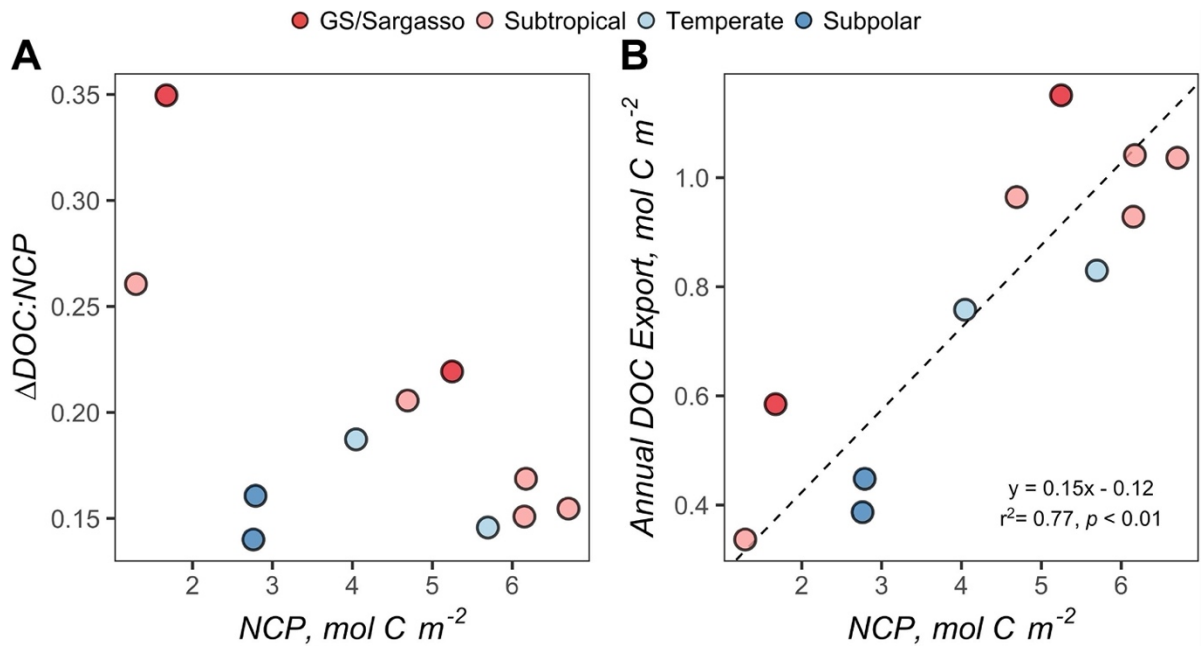 GS/Sargasso Subtropical Temperate Subpolar
A
B
ΔDOC:NCP
0.35
0.30
0.25
0.20
0.15
2 3 4 5 6
NCP, mol C m⁻²
Annual DOC Export, mol C m⁻²
1.0
0.8
0.6
0.4
y = 0.15x - 0.12
r²= 0.77, p < 0.01
2 3 4 5 6
NCP, mol C m⁻²